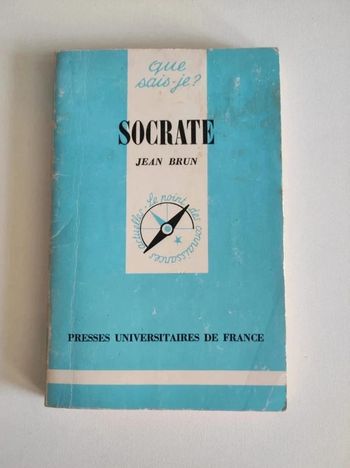 que
sais-je?
SOCRATE
JEAN BRUN
Le point des connaissances actuelles
PRESSES UNIVERSITAIRES DE FRANCE